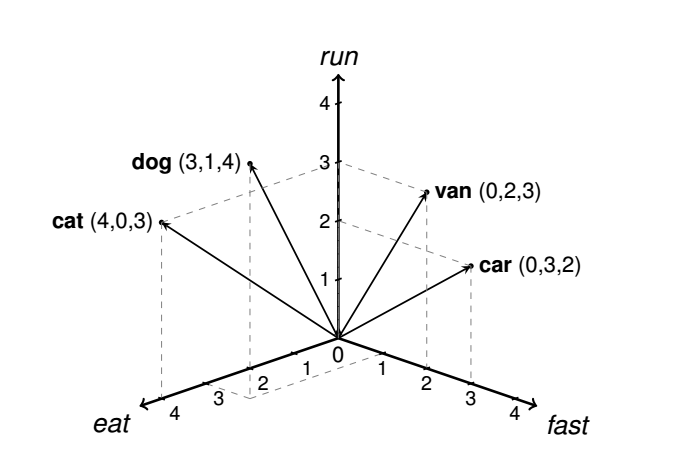 run
4
dog (3,1,4)
3
van (0,2,3)
cat (4,0,3)
2
car (0,3,2)
1
0
1
1
2
2
3
3
4
4
eat
fast